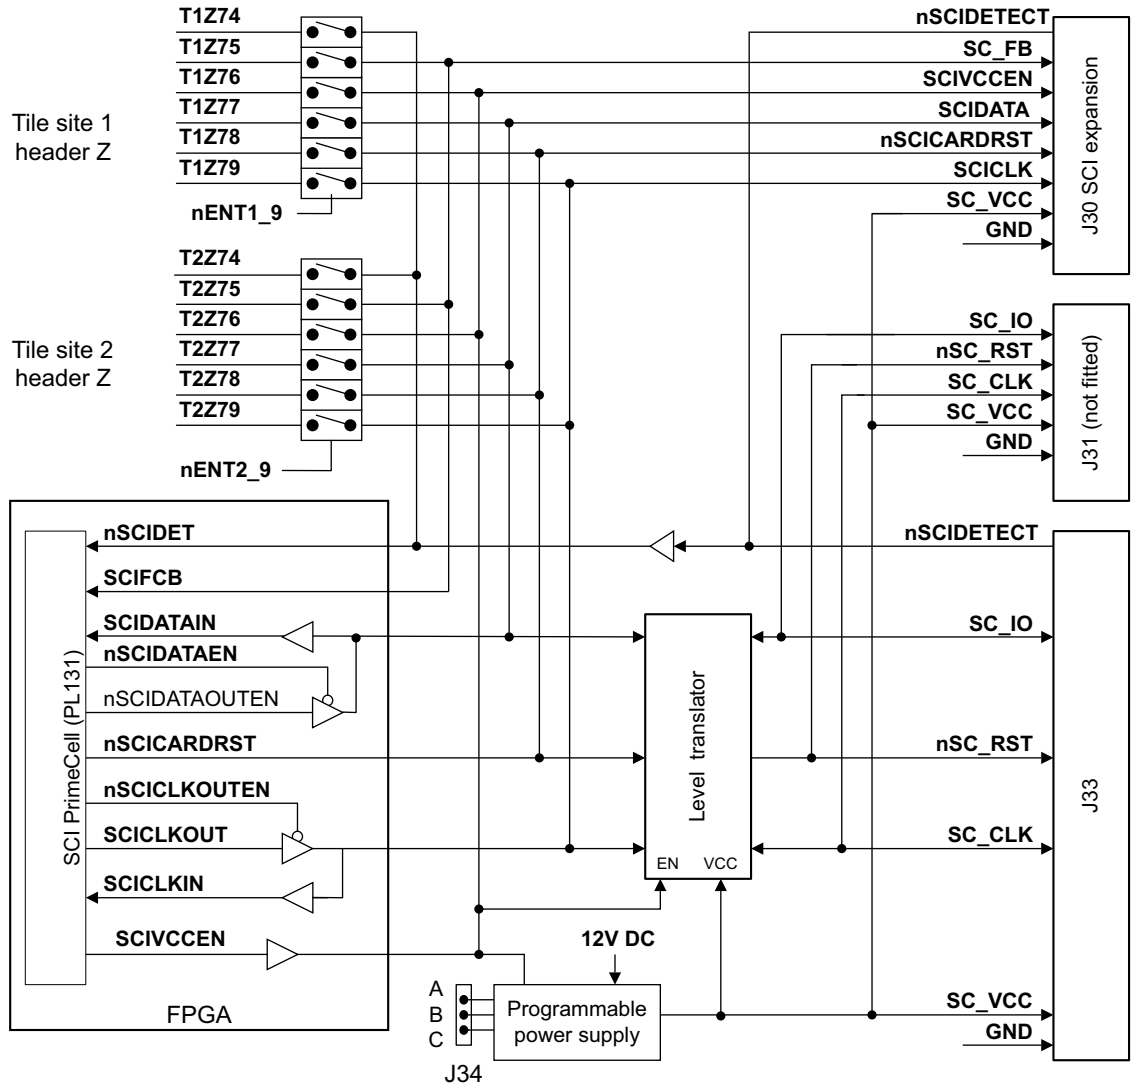 T1Z74
nSCIDETECT
T1Z75
SC_FB
T1Z76
SCIVCCEN
T1Z77
SCIDATA
T1Z78
nSCICARDRST
T1Z79
SCICLK
Tile site 1
header Z
nENT1_9
SC_VCC
GND
J30 SCI expansion
T2Z74
T2Z75
T2Z76
T2Z77
T2Z78
T2Z79
Tile site 2
header Z
nENT2_9
SC_IO
nSC_RST
SC_CLK
SC_VCC
GND
J31 (not fitted)
nSCIDET
nSCIDETECT
SCIFCB
SCIDATAIN
SC_IO
nSCIDATAEN
nSCIDATAOUTEN
nSCICARDRST
nSC_RST
nSCICLKOUTEN
SCICLKOUT
SC_CLK
SCICLKIN
SCIVCCEN
SCI PrimeCell (PL131)
FPGA
Level translator
EN
VCC
J33
12V DC
A
B
C
J34
Programmable
power supply
SC_VCC
GND